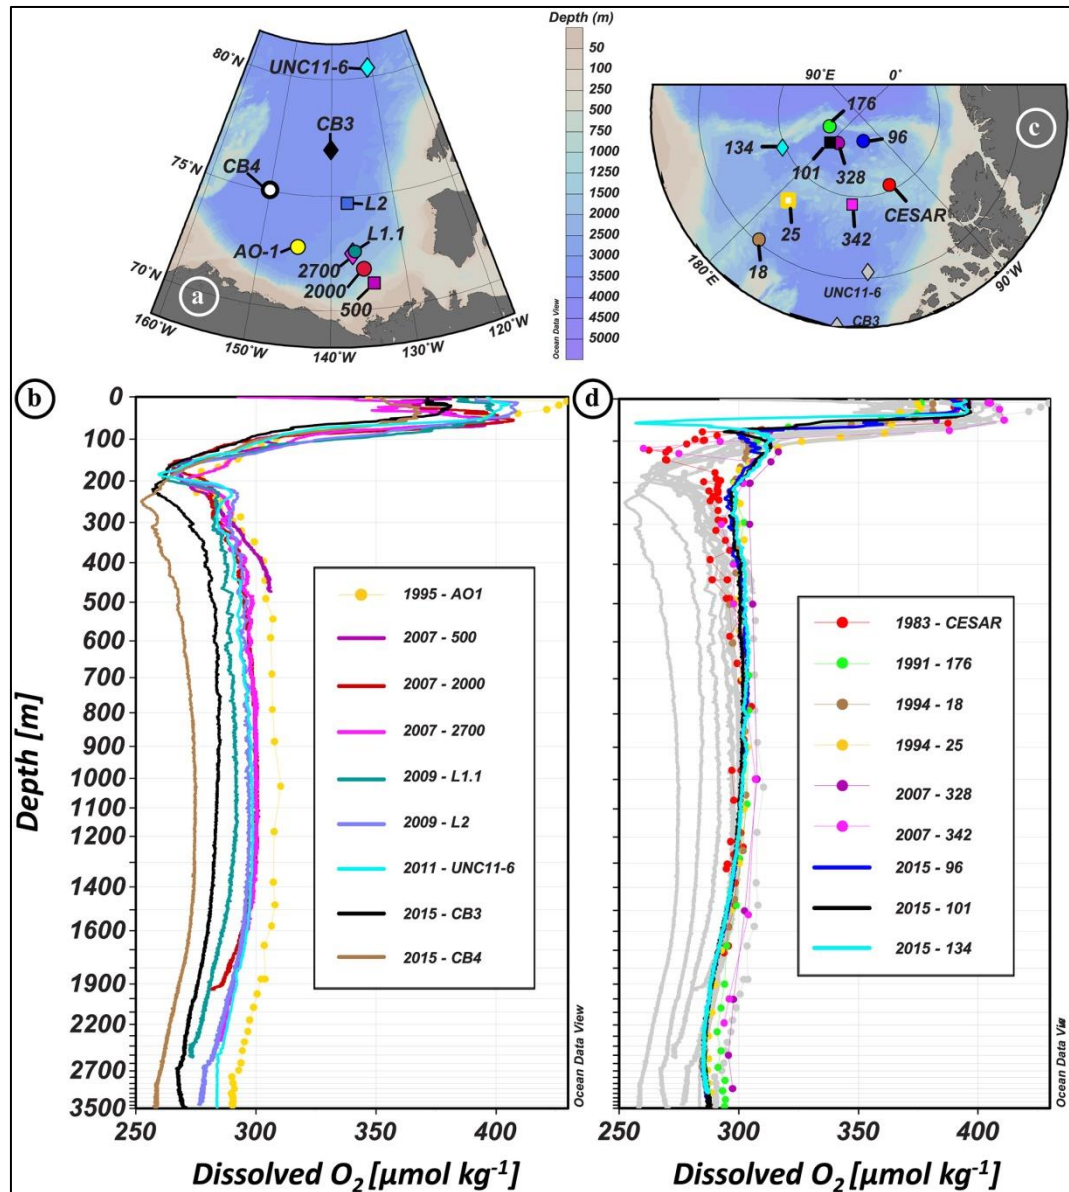 Depth (m)
50
100
250
500
750
1000
1250
1500
1750
2000
2500
3000
3500
4000
4500
5000
Ocean Data View
80°N
75°N
70°N
160°W
150°W
140°W
130°W
120°W
UNC11-6
CB3
CB4
L2
AO-1
L1.1
2700
2000
500
a
90°E
0°
180°E
90°W
176
134
96
101
328
CESAR
25
342
18
UNC11-6
CB3
c
b
0
100
200
300
400
500
600
700
800
900
1000
1100
1200
1400
1600
1900
2200
2700
3500
Depth [m]
1995 - AO1
2007 - 500
2007 - 2000
2007 - 2700
2009 - L1.1
2009 - L2
2011 - UNC11-6
2015 - CB3
2015 - CB4
Ocean Data View
250
300
350
400
Dissolved O₂ [μmol kg⁻¹]
d
1983 - CESAR
1991 - 176
1994 - 18
1994 - 25
2007 - 328
2007 - 342
2015 - 96
2015 - 101
2015 - 134
250
300
350
400
Dissolved O₂ [μmol kg⁻¹]